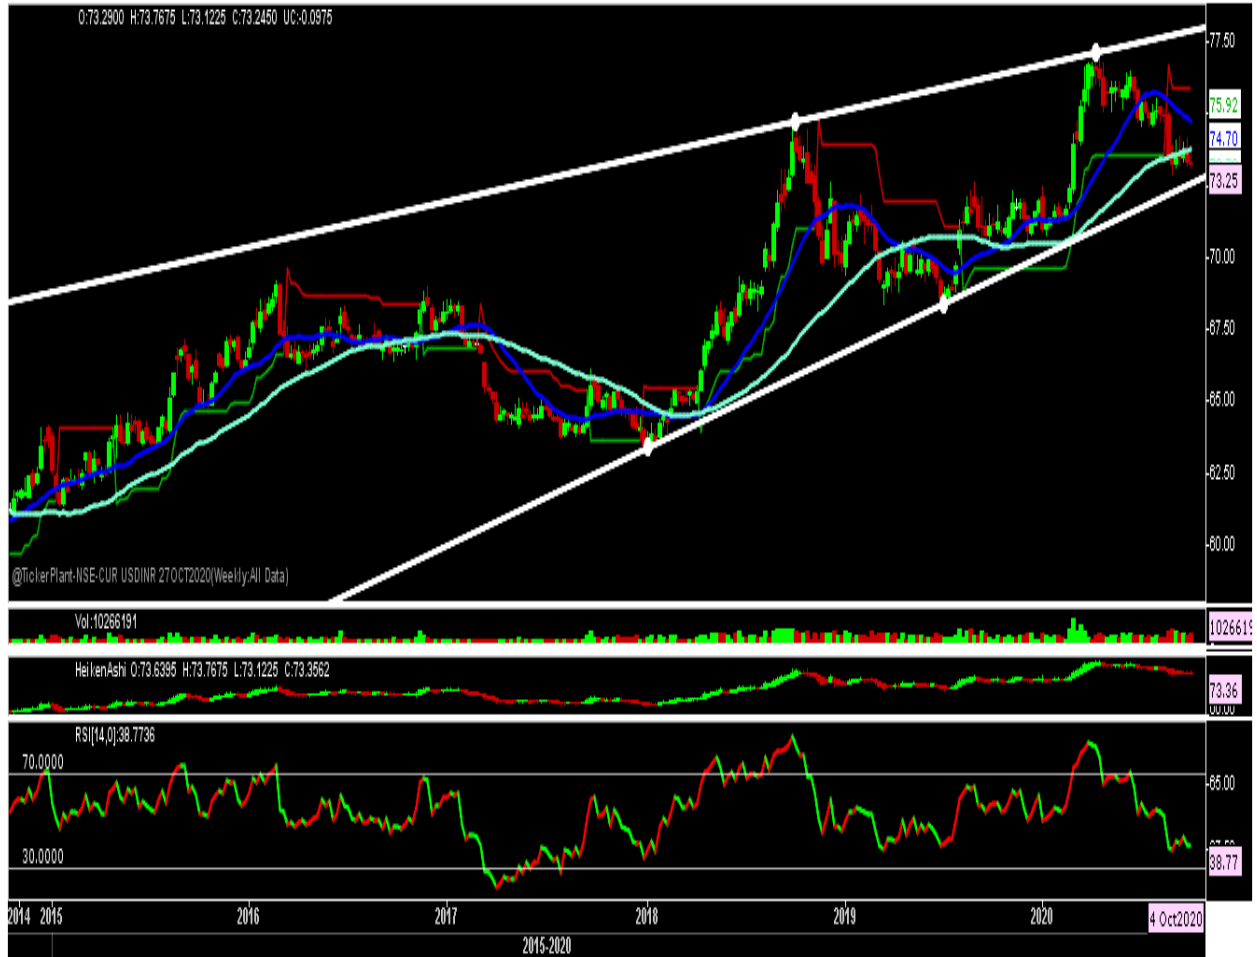 O:73.2900 H:73.7675 L:73.1225 C:73.2450 UC:-0.0975
77.50
75.92
74.70
73.25
70.00
67.50
65.00
62.50
60.00
@TickerPlant-NSE-CUR USDINR 27OCT2020(Weekly:All Data)
Vol:10266191
1026619
HeikenAshi O:73.6395 H:73.7675 L:73.1225 C:73.3562
73.36
RSI[14,0]:38.7736
70.0000
65.00
30.0000
38.77
2014 2015 2016 2017 2018 2019 2020 4 Oct2020
2015-2020